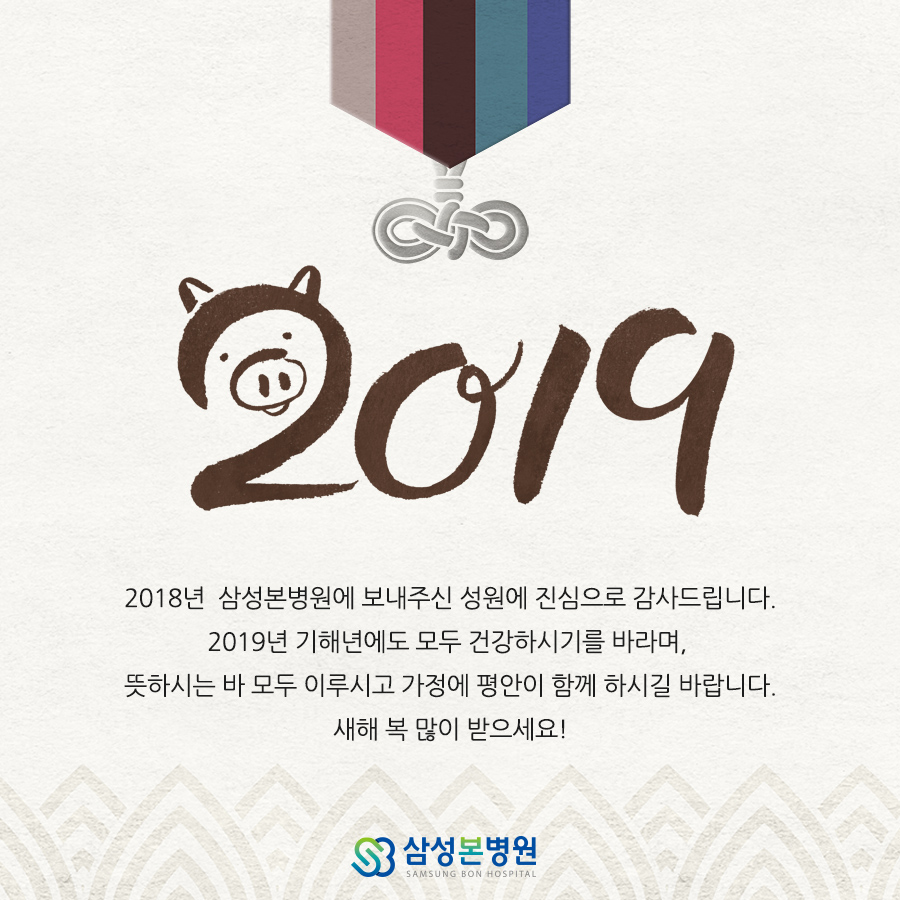 2019
2018년 삼성본병원에 보내주신 성원에 진심으로 감사드립니다.
2019년 기해년에도 모두 건강하시기를 바라며,
뜻하시는 바 모두 이루시고 가정에 평안이 함께 하시길 바랍니다.
새해 복 많이 받으세요!
삼성본병원
SAMSUNG BON HOSPITAL